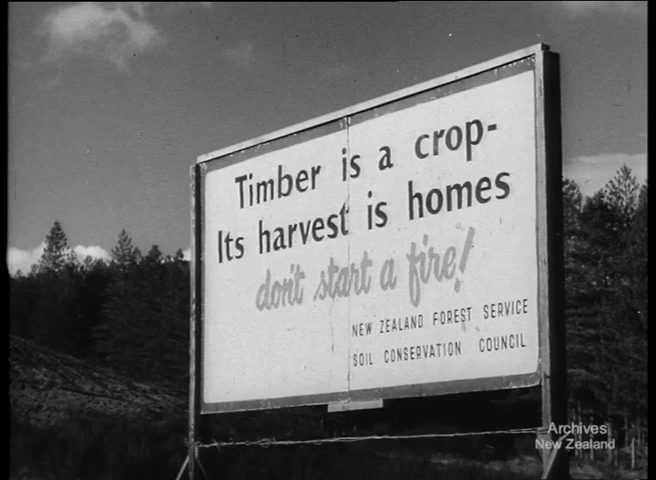 Timber is a crop-
Its harvest is homes
don't start a fire!
NEW ZEALAND FOREST SERVICE
SOIL CONSERVATION COUNCIL
Archives
New Zealand